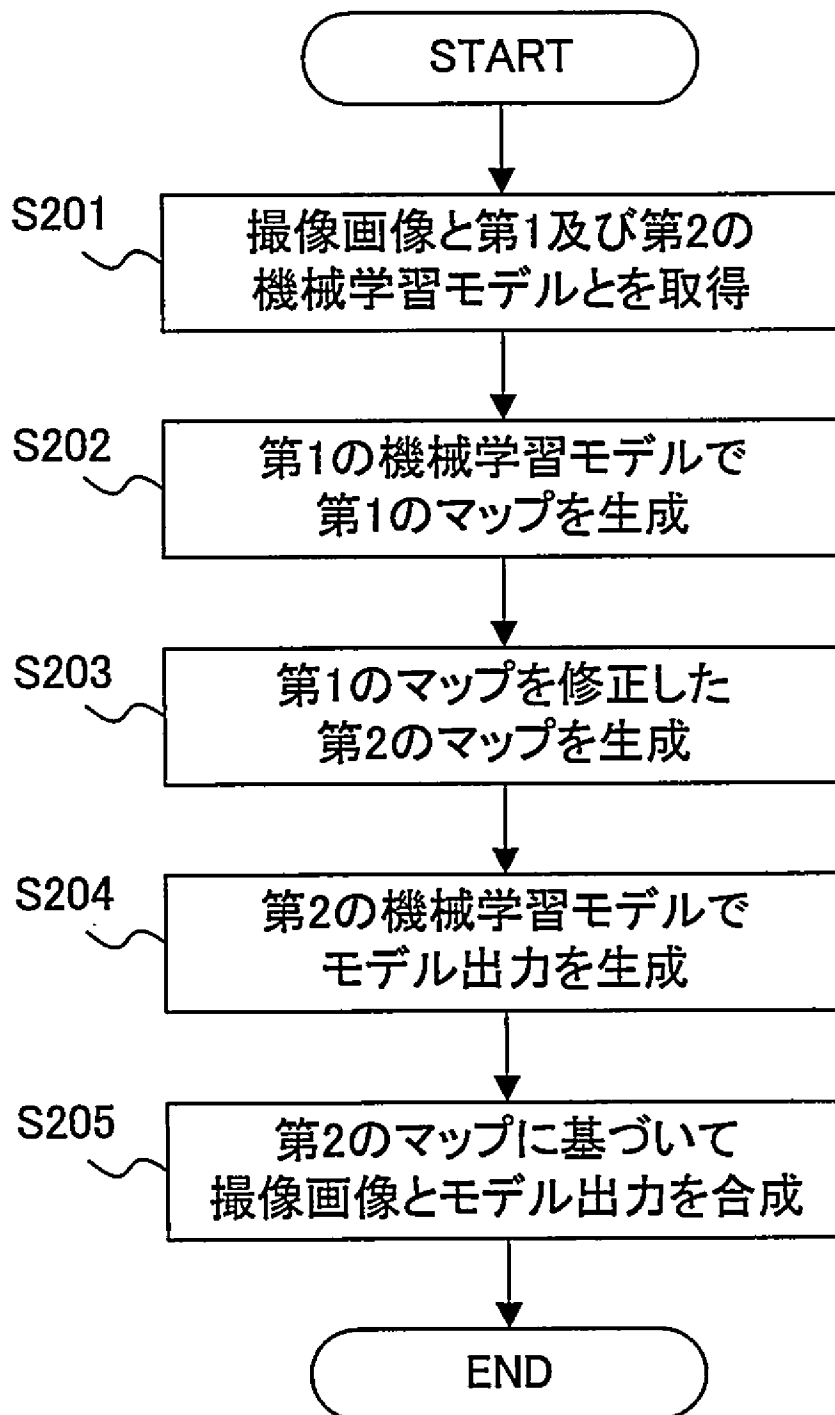 START
S201
撮像画像と第1及び第2の
機械学習モデルとを取得
S202
第1の機械学習モデルで
第1のマップを生成
S203
第1のマップを修正した
第2のマップを生成
S204
第2の機械学習モデルで
モデル出力を生成
S205
第2のマップに基づいて
撮像画像とモデル出力を合成
END